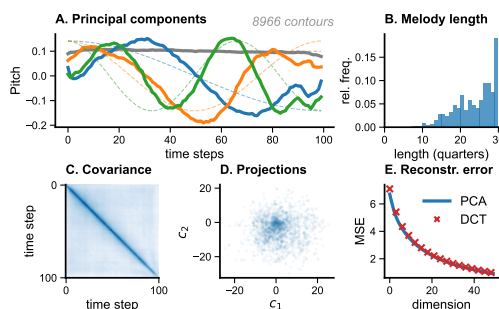 A. Principal components
8966 contours
B. Melody length
Pitch
0.1
0.0
−0.1
−0.2
0 20 40 60 80 100
time steps
rel. freq.
0.15
0.10
0.05
0.00
0 10 20 30
length (quarters)
C. Covariance
D. Projections
E. Reconstr. error
time step
0
100
0 100
time step
c2
20
0
−20
−20 0 20
c1
MSE
6
4
2
PCA
DCT
0 20 40
dimension